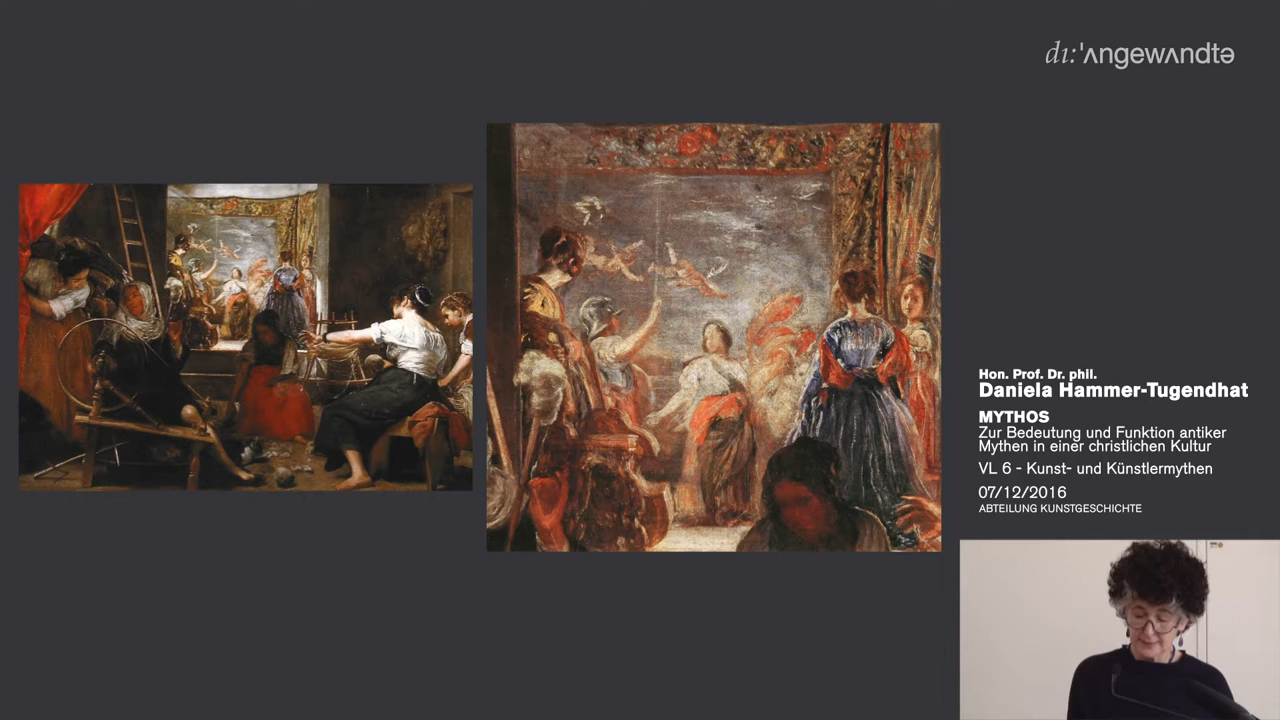 dı:'ʌngewʌndtə
Hon. Prof. Dr. phil.
Daniela Hammer-Tugendhat
MYTHOS
Zur Bedeutung und Funktion antiker
Mythen in einer christlichen Kultur
VL 6 - Kunst- und Künstlermythen
07/12/2016
ABTEILUNG KUNSTGESCHICHTE